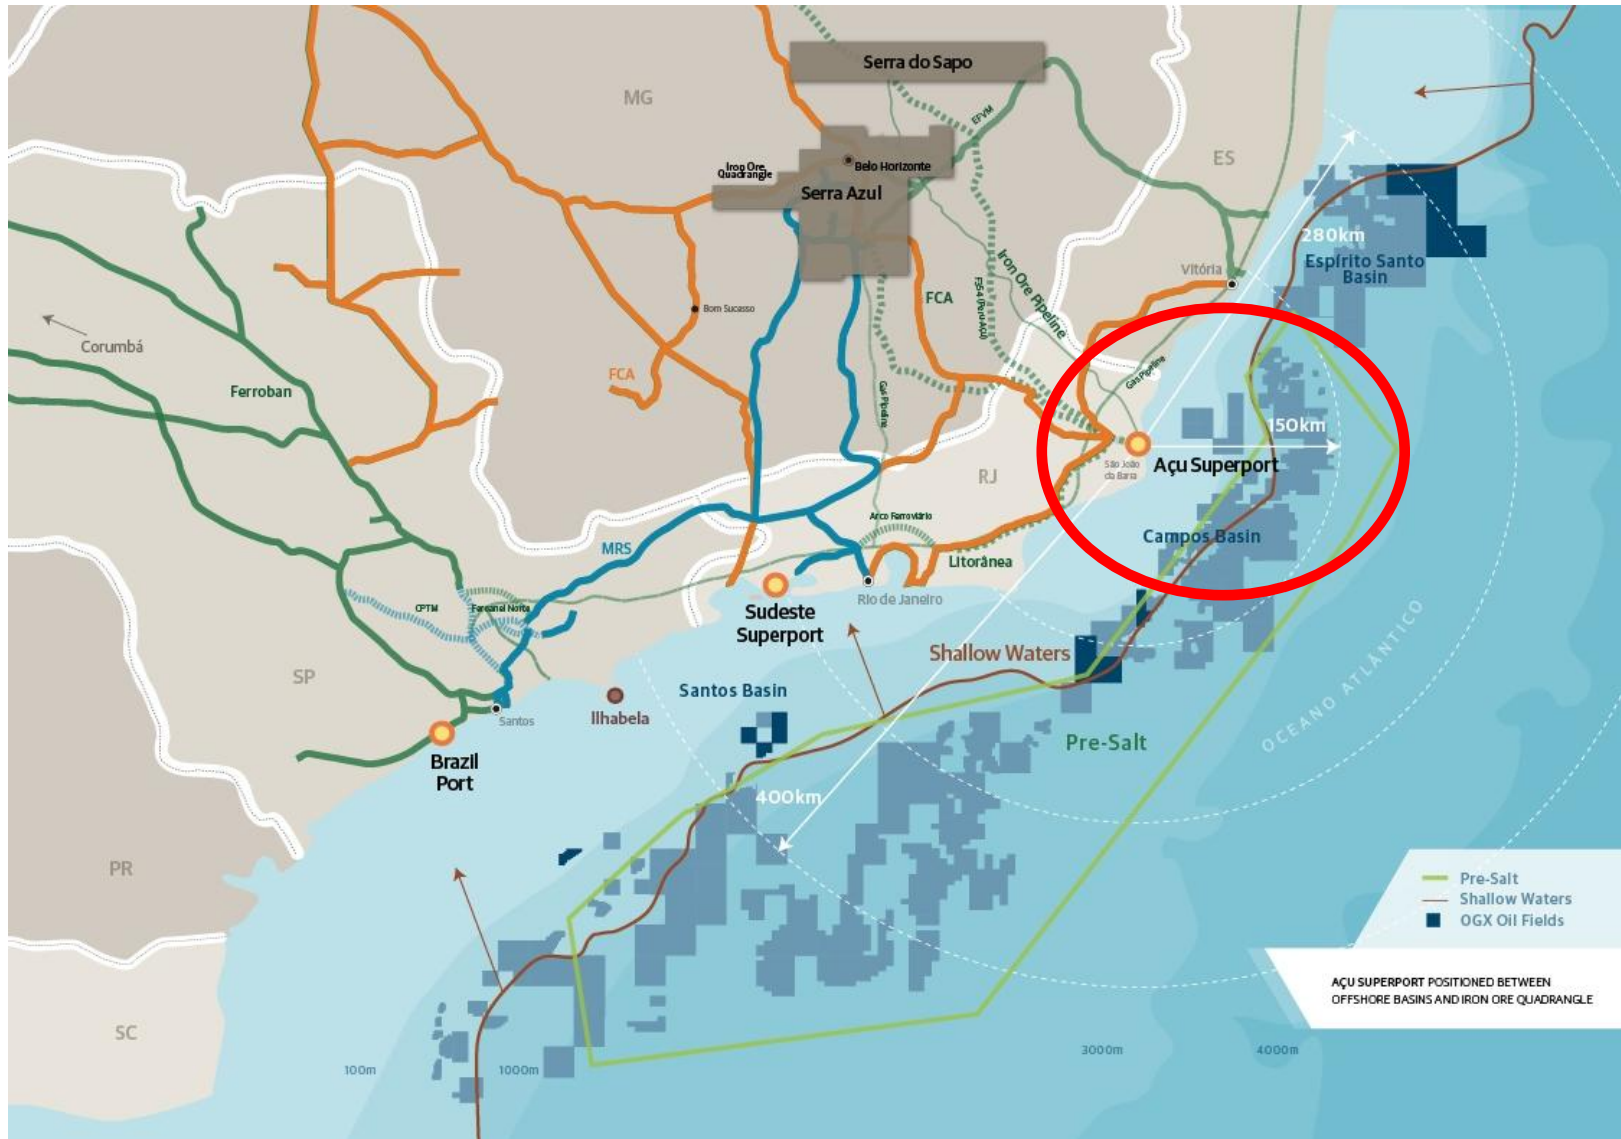 Serra do Sapo
MG
EFVM
Iron Ore
Quadrangle
Belo Horizonte
Serra Azul
ES
280km
Espírito Santo
Basin
Vitória
Iron Ore Pipeline
FCA
Bom Sucasso
Corumbá
Ferroban
FCA
Gas Pipeline
Gas Pipeline
150km
Açu Superport
São João
da Barra
RJ
Campos Basin
Arco Ferroviário
MRS
Litorânea
CPTM
Ferroanel Norte
Rio de Janeiro
Sudeste
Superport
Shallow Waters
OCEANO ATLÂNTICO
SP
Santos Basin
Ilhabela
Santos
Brazil
Port
Pre-Salt
400km
PR
SC
100m
1000m
3000m
4000m
Pre-Salt
Shallow Waters
OGX Oil Fields
AÇU SUPERPORT POSITIONED BETWEEN
OFFSHORE BASINS AND IRON ORE QUADRANGLE